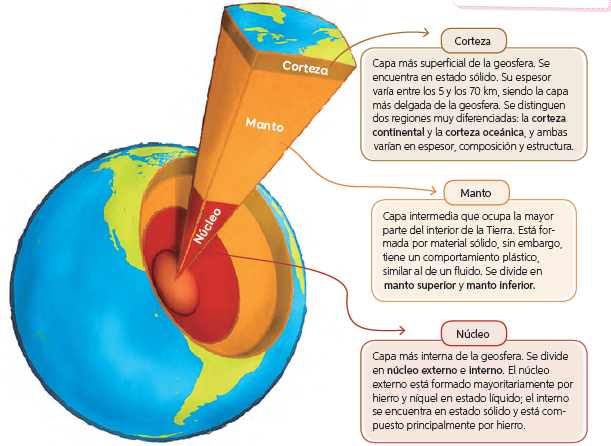 Corteza
Manto
Núcleo
Corteza
Capa más superficial de la geosfera. Se
encuentra en estado sólido. Su espesor
varía entre los 5 y los 70 km, siendo la capa
más delgada de la geosfera. Se distinguen
dos regiones muy diferenciadas: la corteza
continental y la corteza oceánica, y ambas
varían en espesor, composición y estructura.
Manto
Capa intermedia que ocupa la mayor
parte del interior de la Tierra. Está for-
mada por material sólido, sin embargo,
tiene un comportamiento plástico,
similar al de un fluido. Se divide en
manto superior y manto inferior.
Núcleo
Capa más interna de la geosfera. Se divide
en núcleo externo e interno. El núcleo
externo está formado mayoritariamente por
hierro y níquel en estado líquido; el interno
se encuentra en estado sólido y está com-
puesto principalmente por hierro.